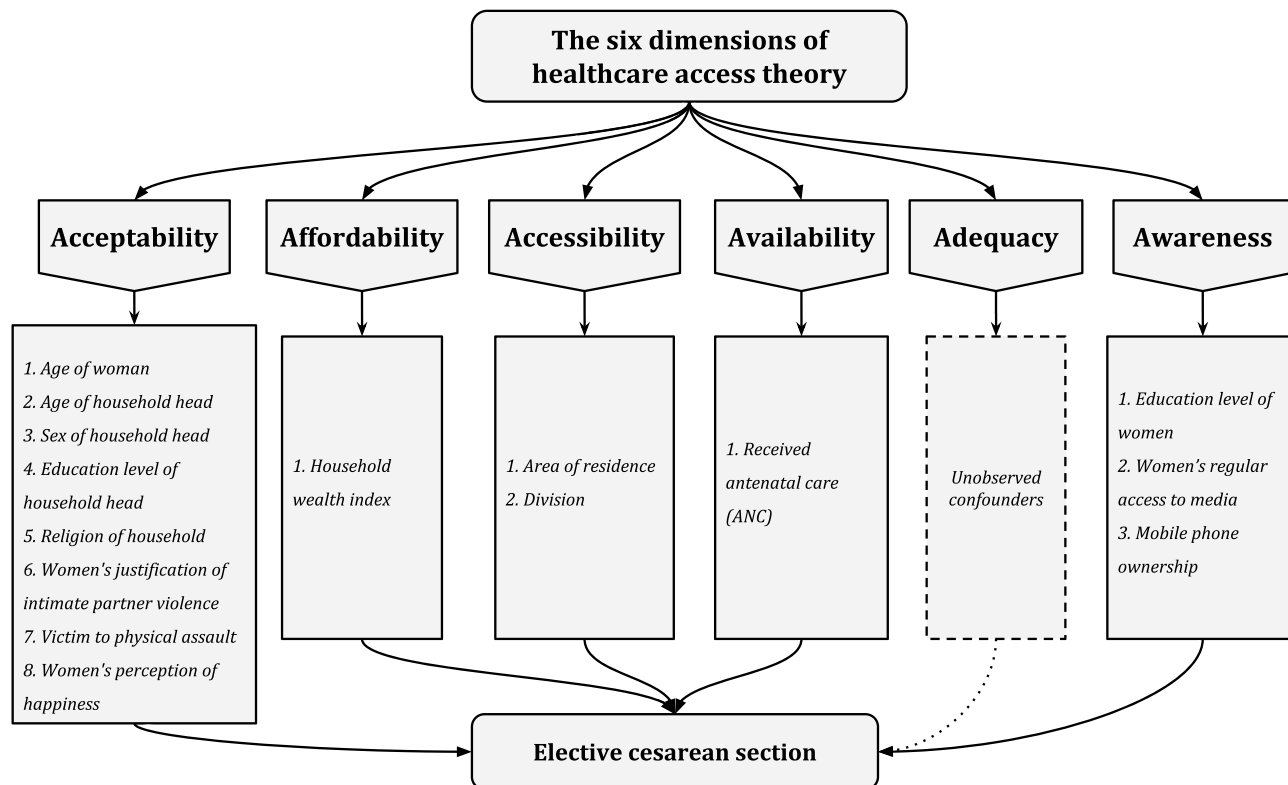 The six dimensions of
healthcare access theory
Acceptability
Affordability
Accessibility
Availability
Adequacy
Awareness
1. Age of woman
2. Age of household head
3. Sex of household head
4. Education level of
household head
5. Religion of household
6. Women's justification of
intimate partner violence
7. Victim to physical assault
8. Women's perception of
happiness
1. Household
wealth index
1. Area of residence
2. Division
1. Received
antenatal care
(ANC)
Unobserved
confounders
1. Education level of
women
2. Women’s regular
access to media
3. Mobile phone
ownership
Elective cesarean section